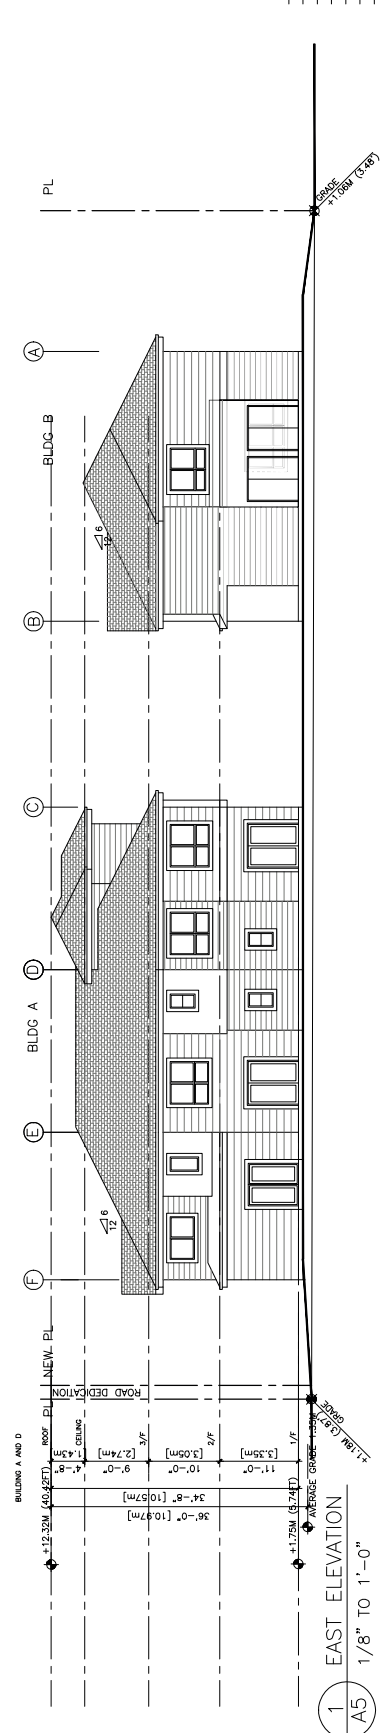 PL
GRADE
+1.06M (3.48")
A
BLDG B
6
12
B
C
D
BLDG A
E
6
12
F
NEW PL
PL
ROAD DEDICATION
BUILDING A AND D
+12.32M (40.42FT)
ROOF
CEILING
3/F
2/F
1/F
4'-8"
[1.43m]
9'-0"
[2.74m]
10'-0"
[3.05m]
11'-0"
[3.35m]
34'-8" [10.57m]
36'-0" [10.97m]
+1.75M (5.74FT)
AVERAGE GRADE 1.35M
+1.18M (3.87")
GRADE
1
A5
EAST ELEVATION
1/8" TO 1'-0"